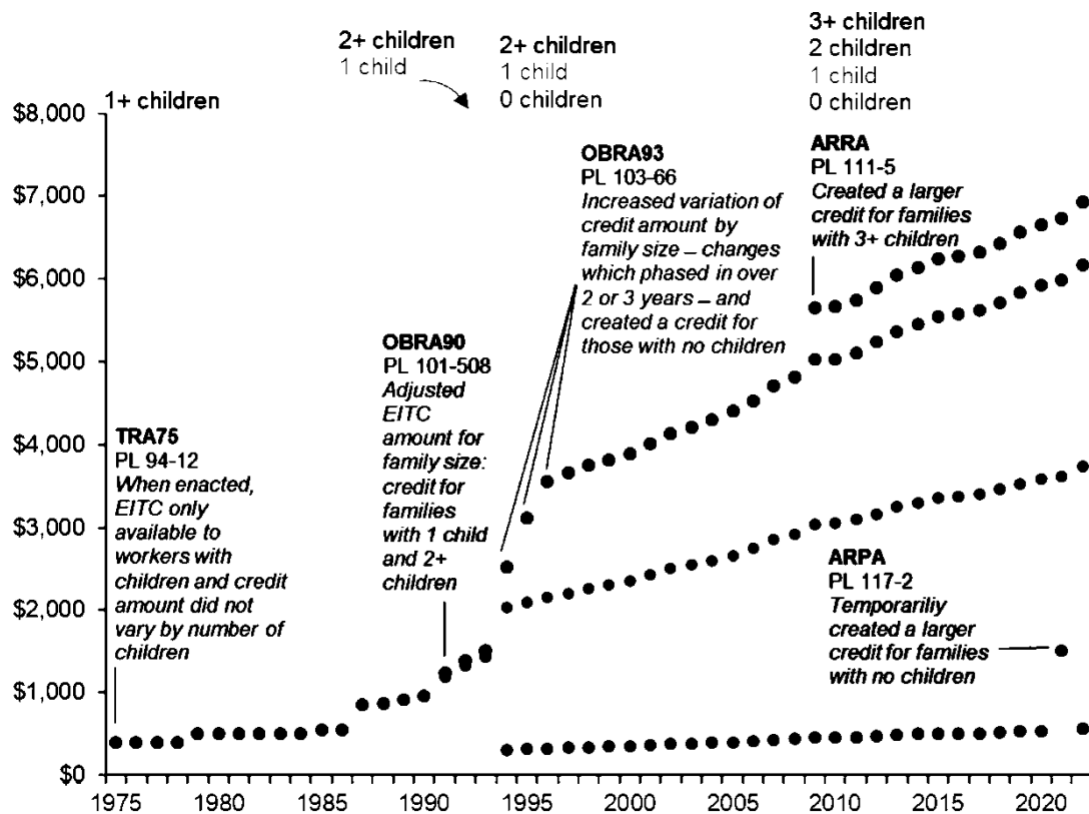 1+ children
2+ children
1 child
2+ children
1 child
0 children
3+ children
2 children
1 child
0 children
$8,000
$7,000
$6,000
$5,000
$4,000
$3,000
$2,000
$1,000
$0
TRA75
PL 94-12
When enacted,
EITC only
available to
workers with
children and credit
amount did not
vary by number of
children
OBRA90
PL 101-508
Adjusted
EITC
amount for
family size:
credit for
families
with 1 child
and 2+
children
OBRA93
PL 103-66
Increased variation of
credit amount by
family size – changes
which phased in over
2 or 3 years – and
created a credit for
those with no children
ARRA
PL 111-5
Created a larger
credit for families
with 3+ children
ARPA
PL 117-2
Temporariliy
created a larger
credit for families
with no children
1975
1980
1985
1990
1995
2000
2005
2010
2015
2020